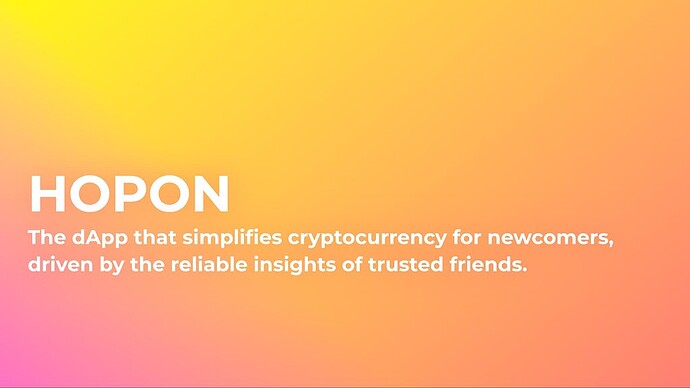 HOPON
The dApp that simplifies cryptocurrency for newcomers,
driven by the reliable insights of trusted friends.